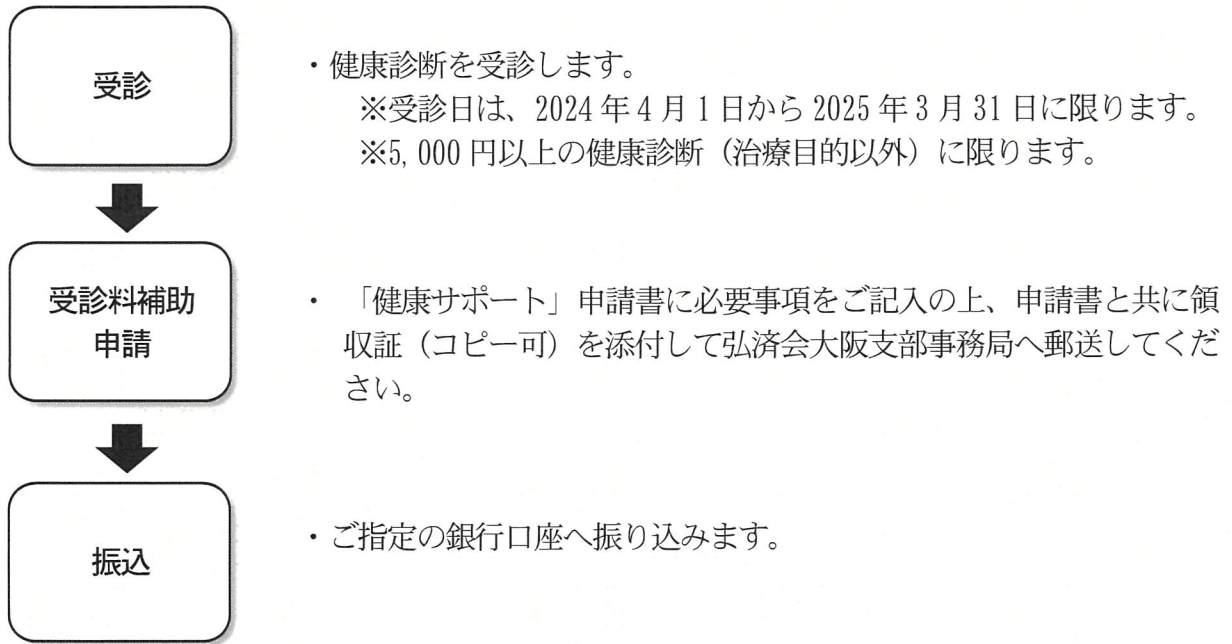 受診
・健康診断を受診します。
※受診日は、2024年4月1日から2025年3月31日に限ります。
※5,000円以上の健康診断（治療目的以外）に限ります。
受診料補助
申請
・「健康サポート」申請書に必要事項をご記入の上、申請書と共に領
収証（コピー可）を添付して弘済会大阪支部事務局へ郵送してくだ
さい。
振込
・ご指定の銀行口座へ振り込みます。